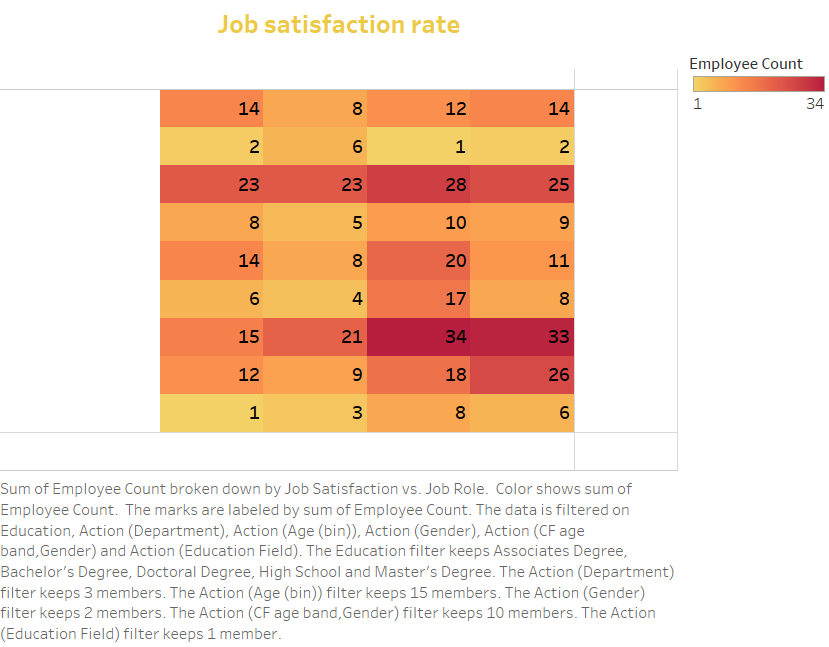 Job satisfaction rate
Employee Count
1 34
14 8 12 14
2 6 1 2
23 23 28 25
8 5 10 9
14 8 20 11
6 4 17 8
15 21 34 33
12 9 18 26
1 3 8 6
Sum of Employee Count broken down by Job Satisfaction vs. Job Role.  Color shows sum of
Employee Count.  The marks are labeled by sum of Employee Count. The data is filtered on
Education, Action (Department), Action (Age (bin)), Action (Gender), Action (CF age
band,Gender) and Action (Education Field). The Education filter keeps Associates Degree,
Bachelor’s Degree, Doctoral Degree, High School and Master’s Degree. The Action (Department)
filter keeps 3 members. The Action (Age (bin)) filter keeps 15 members. The Action (Gender)
filter keeps 2 members. The Action (CF age band,Gender) filter keeps 10 members. The Action
(Education Field) filter keeps 1 member.